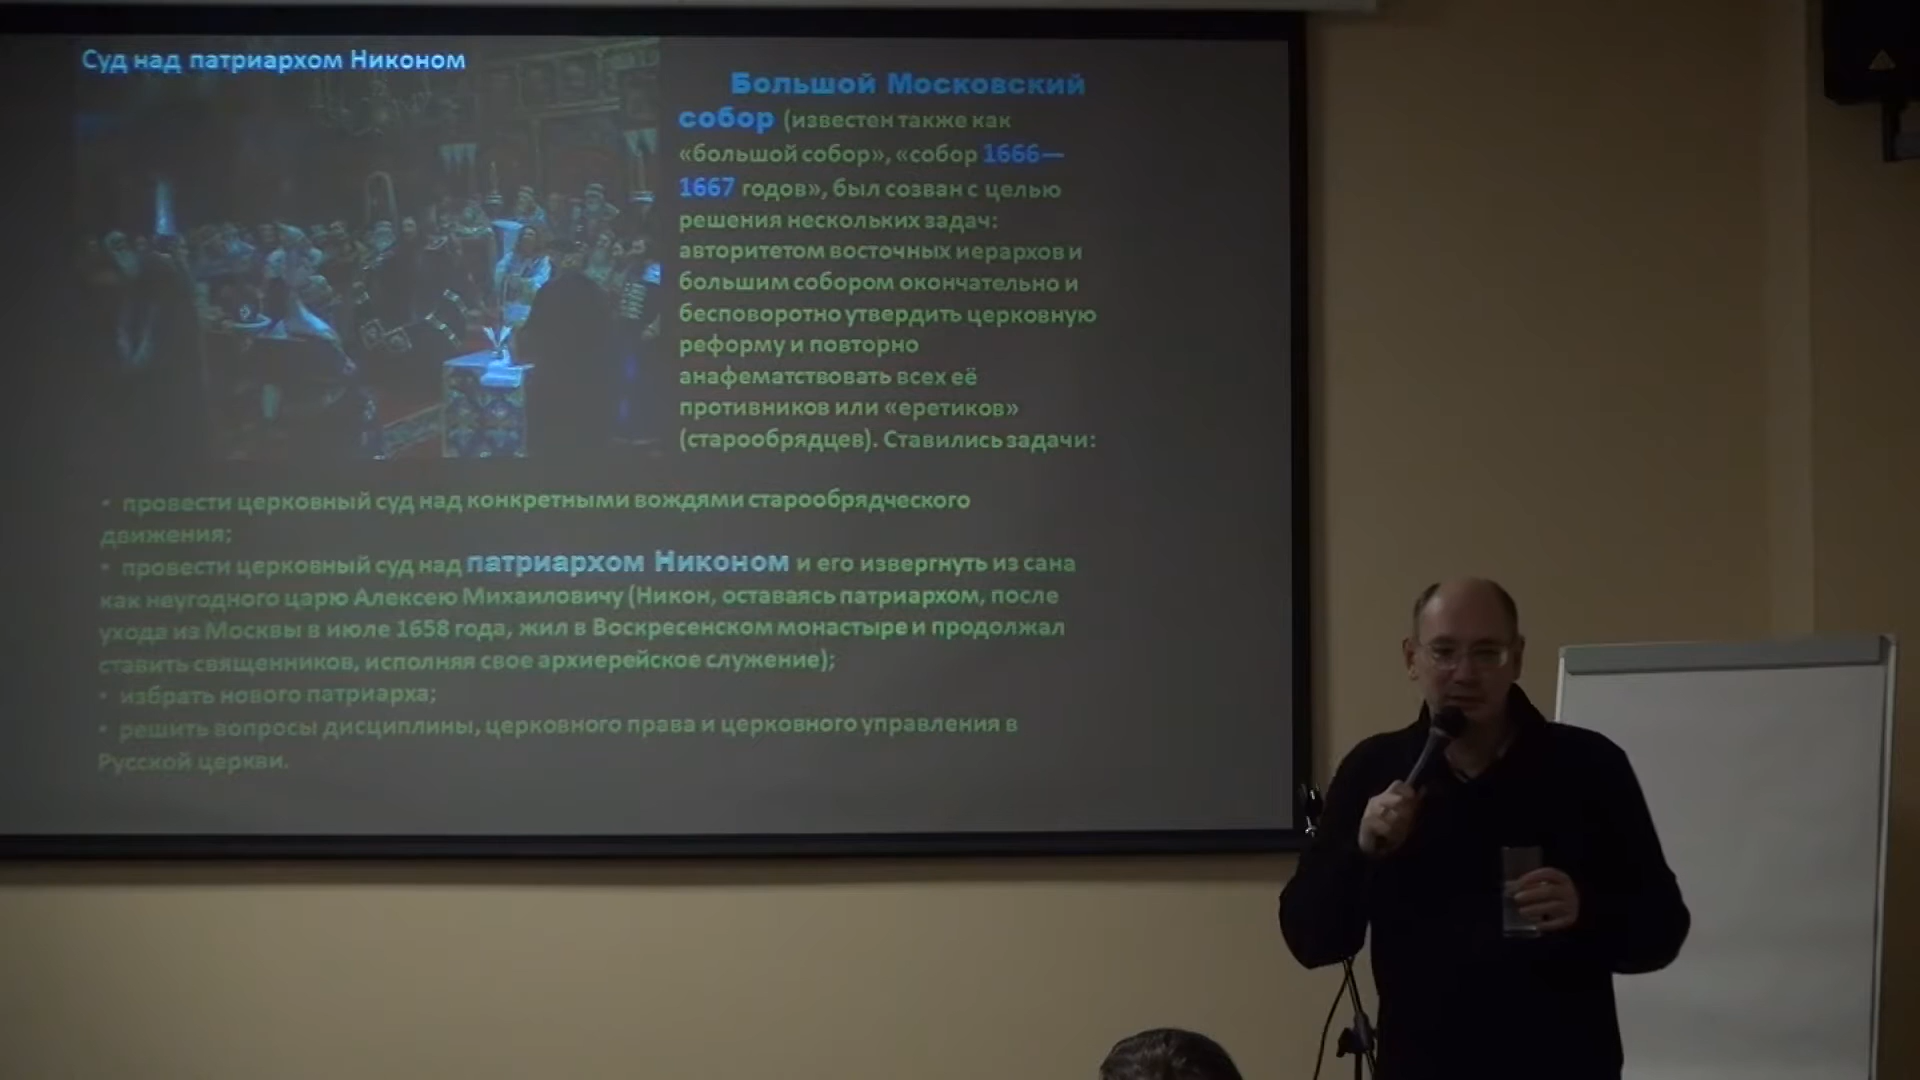 Суд над патриархом Никоном
Большой Московский
собор (известен также как
«большой собор», «собор 1666—
1667 годов», был созван с целью
решения нескольких задач:
авторитетом восточных иерархов и
большим собором окончательно и
бесповоротно утвердить церковную
реформу и повторно
анафематствовать всех её
противников или «еретиков»
(старообрядцев). Ставились задачи:
• провести церковный суд над конкретными вождями старообрядческого
движения;
• провести церковный суд над патриархом Никоном и его извергнуть из сана
как неугодного царю Алексею Михаиловичу (Никон, оставаясь патриархом, после
ухода из Москвы в июле 1658 года, жил в Воскресенском монастыре и продолжал
ставить священников, исполняя свое архиерейское служение);
• избрать нового патриарха;
• решить вопросы дисциплины, церковного права и церковного управления в
Русской церкви.